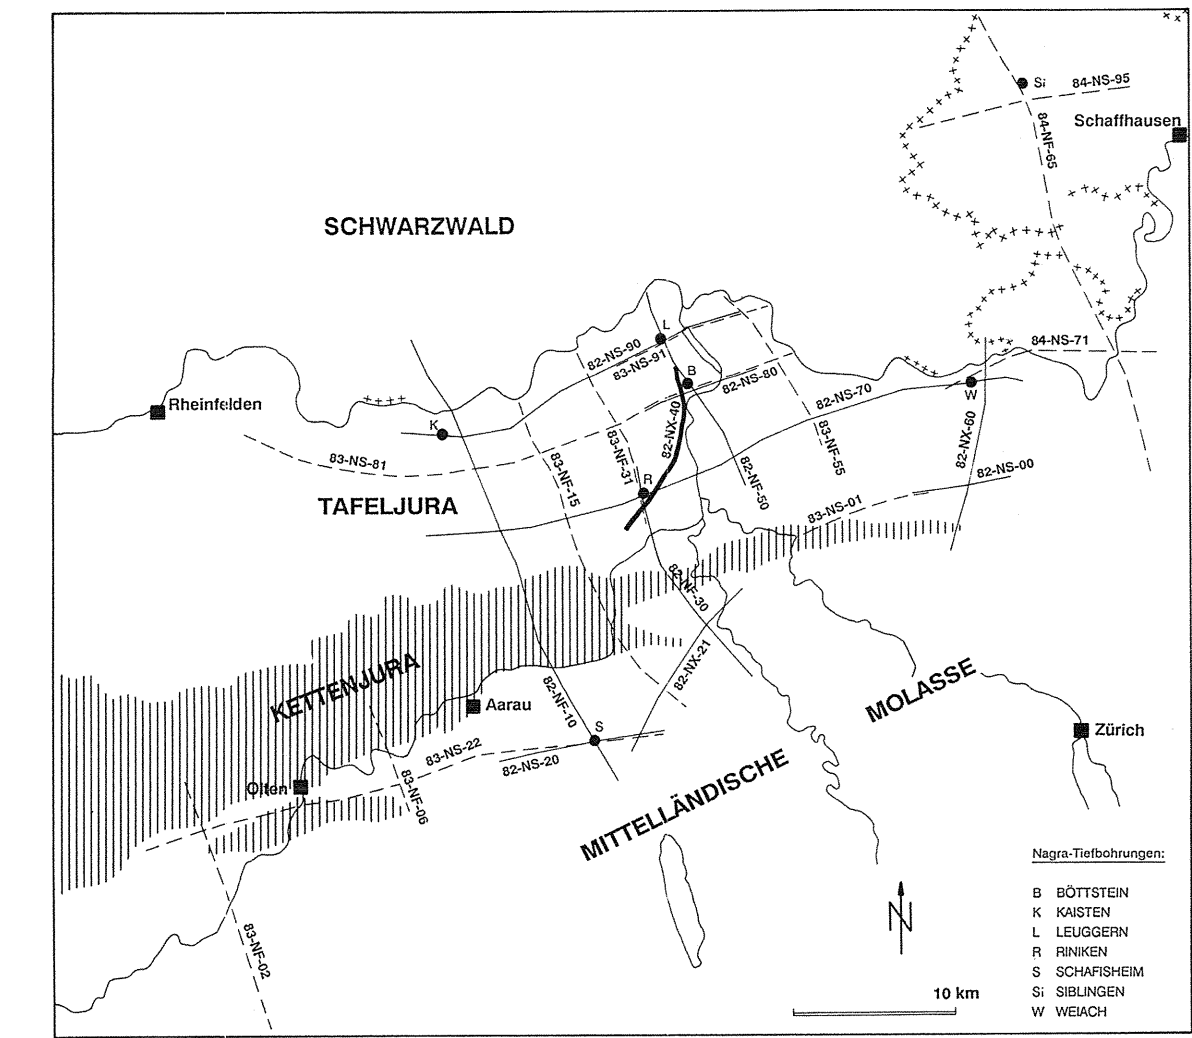 Si
84-NS-95
Schaffhausen
84-NF-65
SCHWARZWALD
L
82-NS-90
83-NS-91
84-NS-71
B
82-NS-80
82-NS-70
W
Rheinfelden
K
82-NX-40
83-NF-55
82-NX-60
83-NF-31
83-NS-81
83-NF-15
82-NF-50
82-NS-00
R
TAFELJURA
83-NS-01
82-NF-30
KETTENJURA
82-NX-21
MOLASSE
82-NF-10
Aarau
S
Zürich
83-NS-22
82-NS-20
83-NF-06
Olten
MITTELLÄNDISCHE
83-NF-02
N
10 km
Nagra-Tiefbohrungen:
B BÖTTSTEIN
K KAISTEN
L LEUGGERN
R RINIKEN
S SCHAFISHEIM
Si SIBLINGEN
W WEIACH